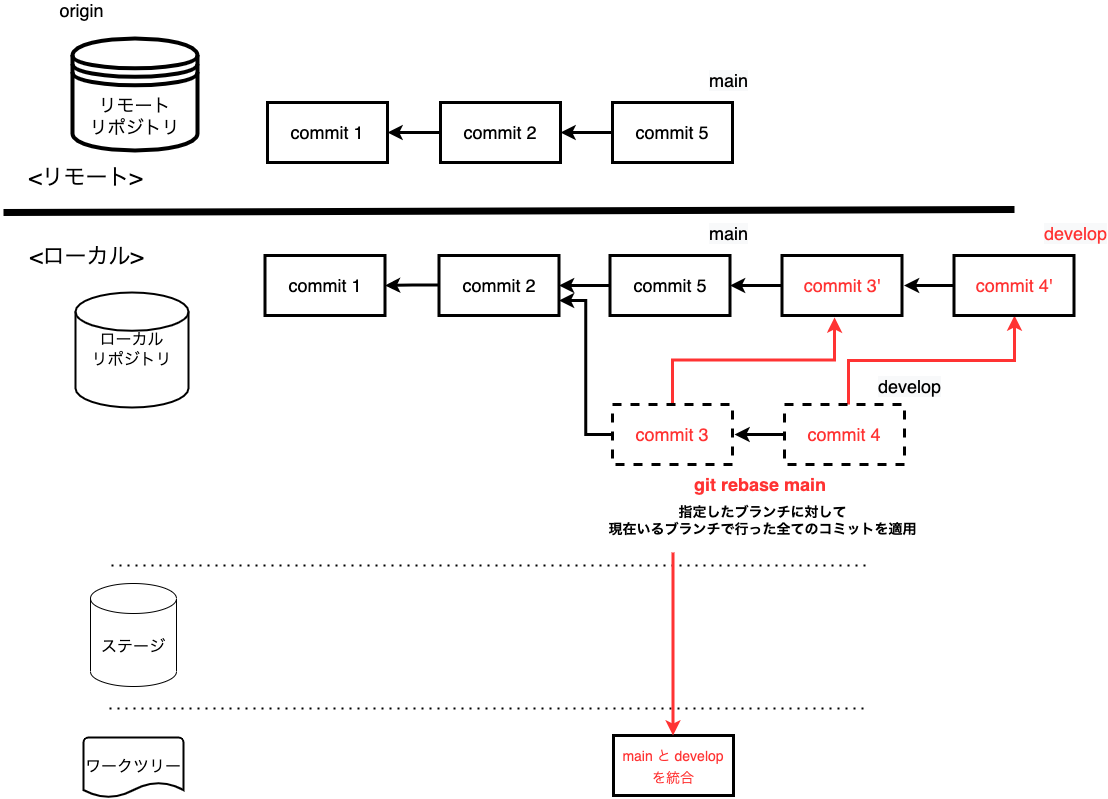 origin
リモート
リポジトリ
main
commit 1
commit 2
commit 5
<リモート>
<ローカル>
main
develop
commit 1
commit 2
commit 5
commit 3'
commit 4'
ローカル
リポジトリ
develop
commit 3
commit 4
git rebase main
指定したブランチに対して
現在いるブランチで行った全てのコミットを適用
ステージ
ワークツリー
main と develop
を統合